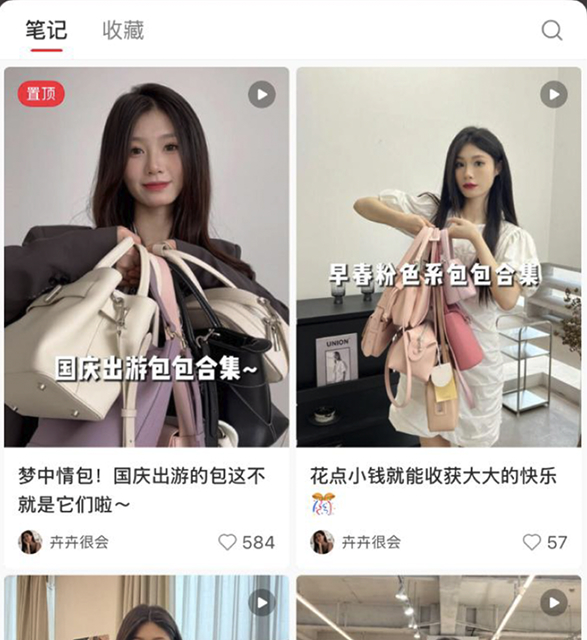 笔记 收藏
置顶
国庆出游包包合集~
梦中情包！国庆出游的包这不
就是它们啦～
卉卉很会 584
早春粉色系包包合集
UNION
花点小钱就能收获大大的快乐
🎊
卉卉很会 57